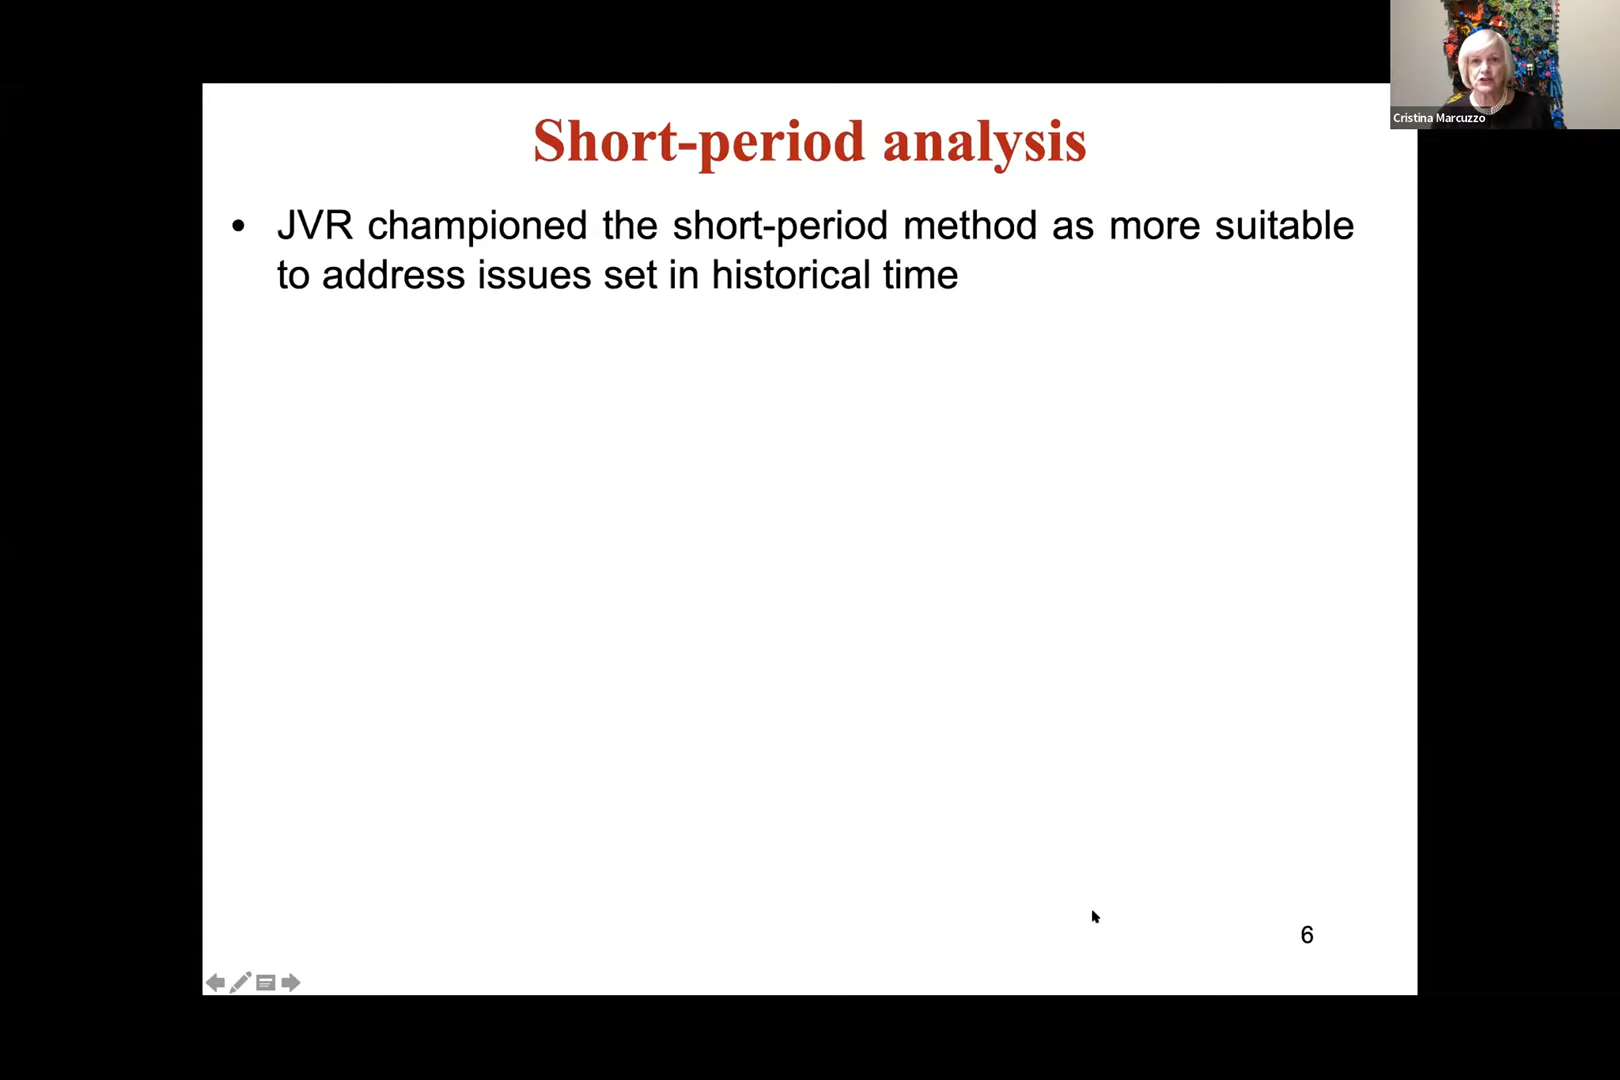 Cristina Marcuzzo
Short-period analysis
• JVR championed the short-period method as more suitable
to address issues set in historical time
6